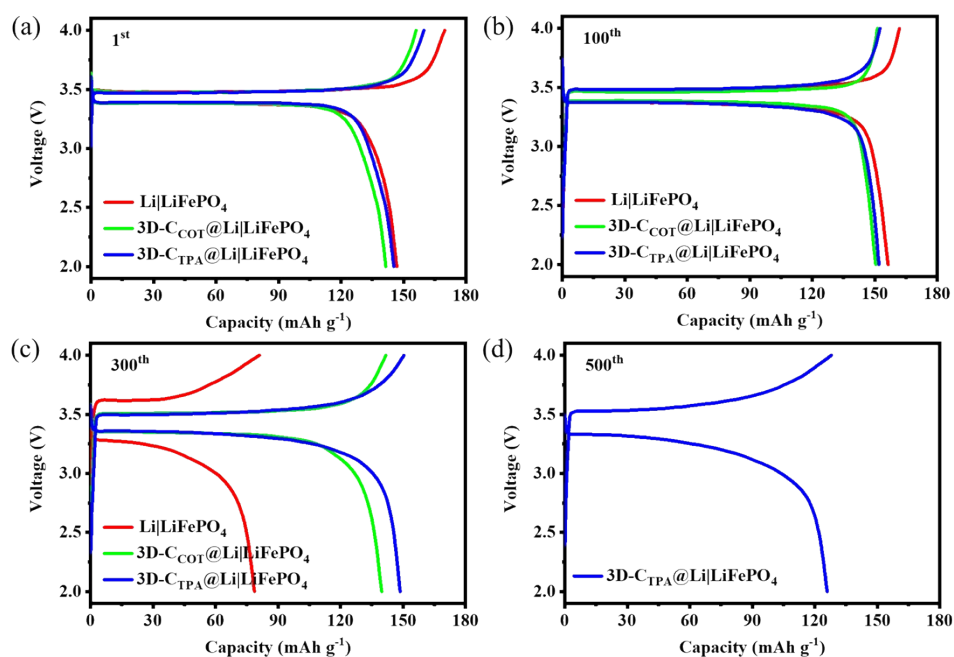 (a)
1st
4.0
3.5
3.0
2.5
2.0
Voltage (V)
Li|LiFePO4
3D-CCOT@Li|LiFePO4
3D-CTPA@Li|LiFePO4
0 30 60 90 120 150 180
Capacity (mAh g-1)
(b)
100th
4.0
3.5
3.0
2.5
2.0
Voltage (V)
Li|LiFePO4
3D-CCOT@Li|LiFePO4
3D-CTPA@Li|LiFePO4
0 30 60 90 120 150 180
Capacity (mAh g-1)
(c)
300th
4.0
3.5
3.0
2.5
2.0
Voltage (V)
Li|LiFePO4
3D-CCOT@Li|LiFePO4
3D-CTPA@Li|LiFePO4
0 30 60 90 120 150 180
Capacity (mAh g-1)
(d)
500th
4.0
3.5
3.0
2.5
2.0
Voltage (V)
3D-CTPA@Li|LiFePO4
0 30 60 90 120 150 180
Capacity (mAh g-1)